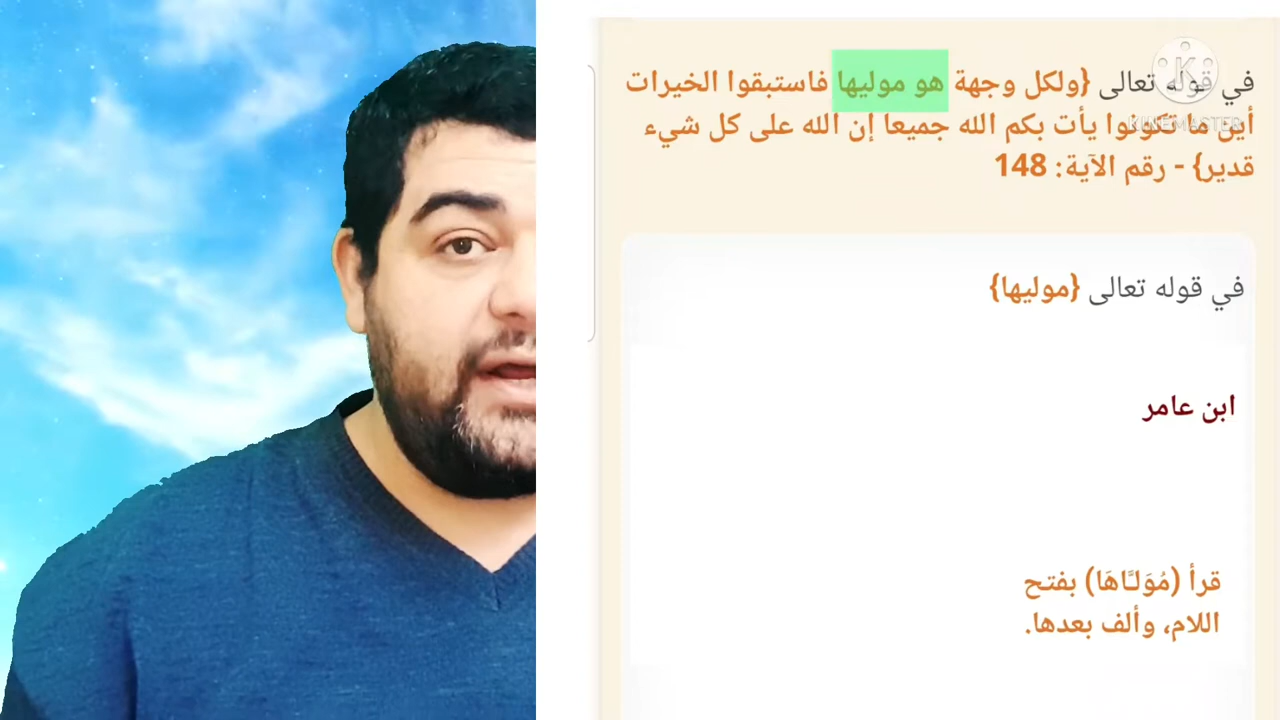 في قوله تعالى {ولكل وجهة هو موليها فاستبقوا الخيرات
أين ما تكونوا يأت بكم الله جميعا إن الله على كل شيء
قدير} - رقم الآية: 148
في قوله تعالى {موليها}
ابن عامر
قرأ (مُوَلَّاهَا) بفتح
اللام، وألف بعدها.
K
KINEMASTER